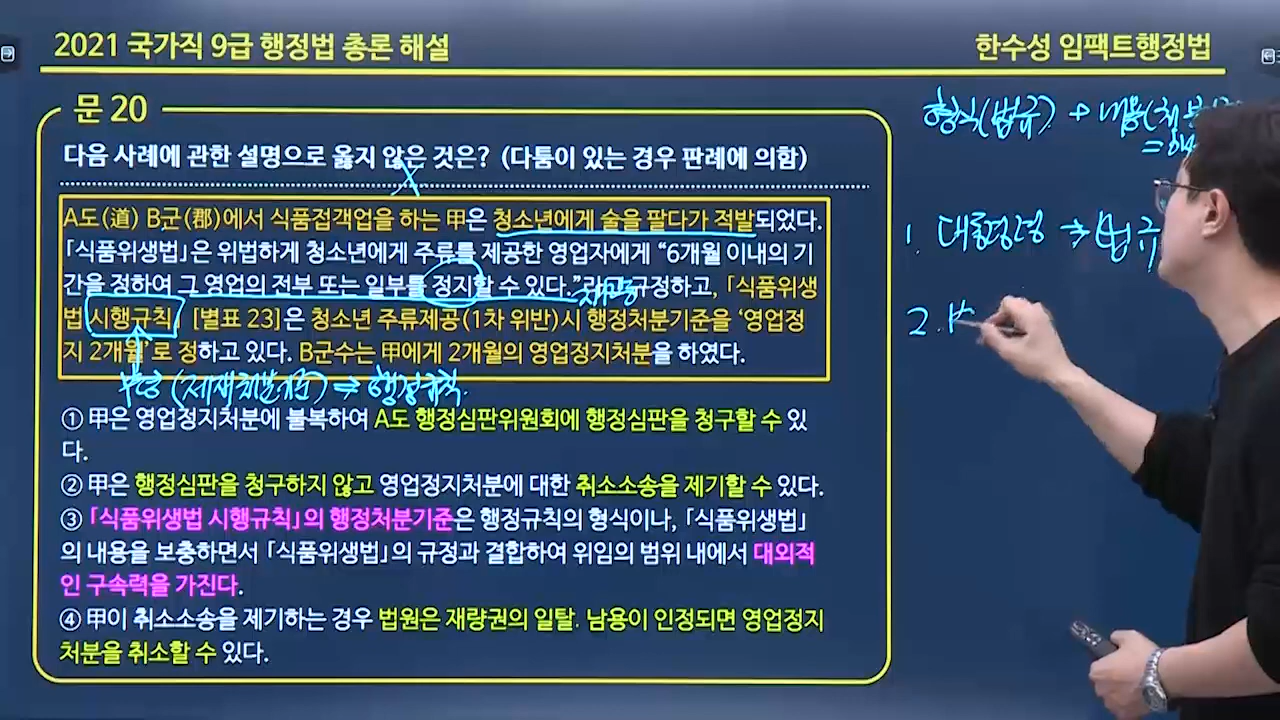 2021 국가직 9급 행정법 총론 해설
한수성 임팩트행정법
문 20
다음 사례에 관한 설명으로 옳지 않은 것은? (다툼이 있는 경우 판례에 의함)
A도(道) B군(郡)에서 식품접객업을 하는 甲은 청소년에게 술을 팔다가 적발되었다.
「식품위생법」은 위법하게 청소년에게 주류를 제공한 영업자에게 “6개월 이내의 기
간을 정하여 그 영업의 전부 또는 일부를 정지할 수 있다.”라고 규정하고, 「식품위생
법 시행규칙」 [별표 23]은 청소년 주류제공(1차 위반)시 행정처분기준을 ‘영업정
지 2개월’로 정하고 있다. B군수는 甲에게 2개월의 영업정지처분을 하였다.
부령 (제재처분기준) ⇒ 행정규칙.
① 甲은 영업정지처분에 불복하여 A도 행정심판위원회에 행정심판을 청구할 수 있
다.
② 甲은 행정심판을 청구하지 않고 영업정지처분에 대한 취소소송을 제기할 수 있다.
③ 「식품위생법 시행규칙」의 행정처분기준은 행정규칙의 형식이나, 「식품위생법」
의 내용을 보충하면서 「식품위생법」의 규정과 결합하여 위임의 범위 내에서 대외적
인 구속력을 가진다.
④ 甲이 취소소송을 제기하는 경우 법원은 재량권의 일탈. 남용이 인정되면 영업정지
처분을 취소할 수 있다.
형식(법규) + 내용(
1. 대통령령 → 법규
2.